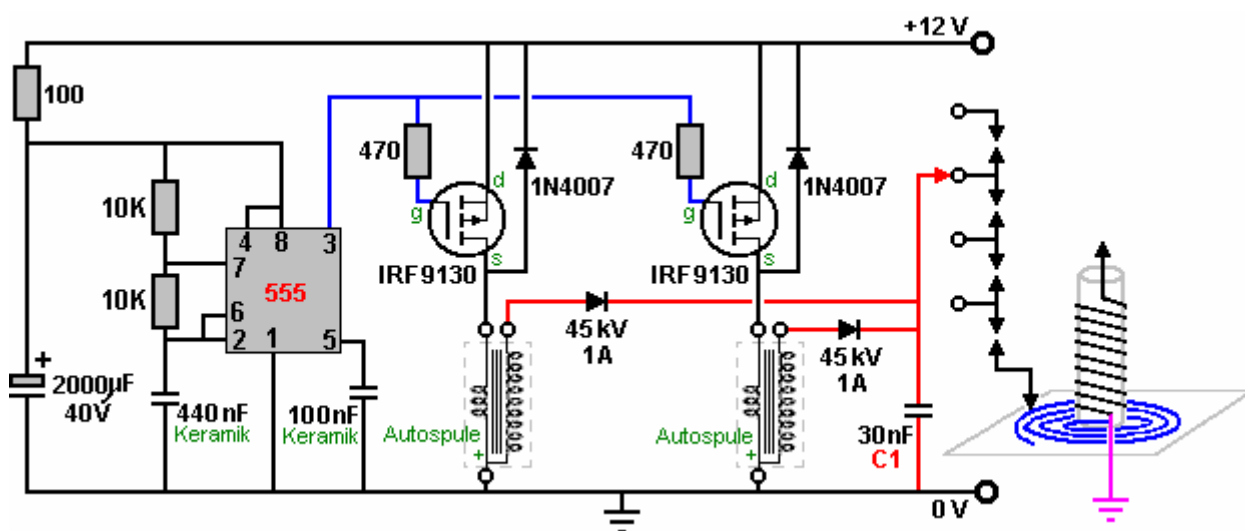 +12 V
100
470
470
d
1N4007
d
1N4007
10K
g
g
4 8 3
s
s
7
IRF9130
IRF9130
10K
555
6
2 1 5
45 kV
1A
45 kV
1A
+
2000µF
40V
440 nF
Keramik
100nF
Keramik
Autospule
+
Autospule
+
30nF
C1
0 V